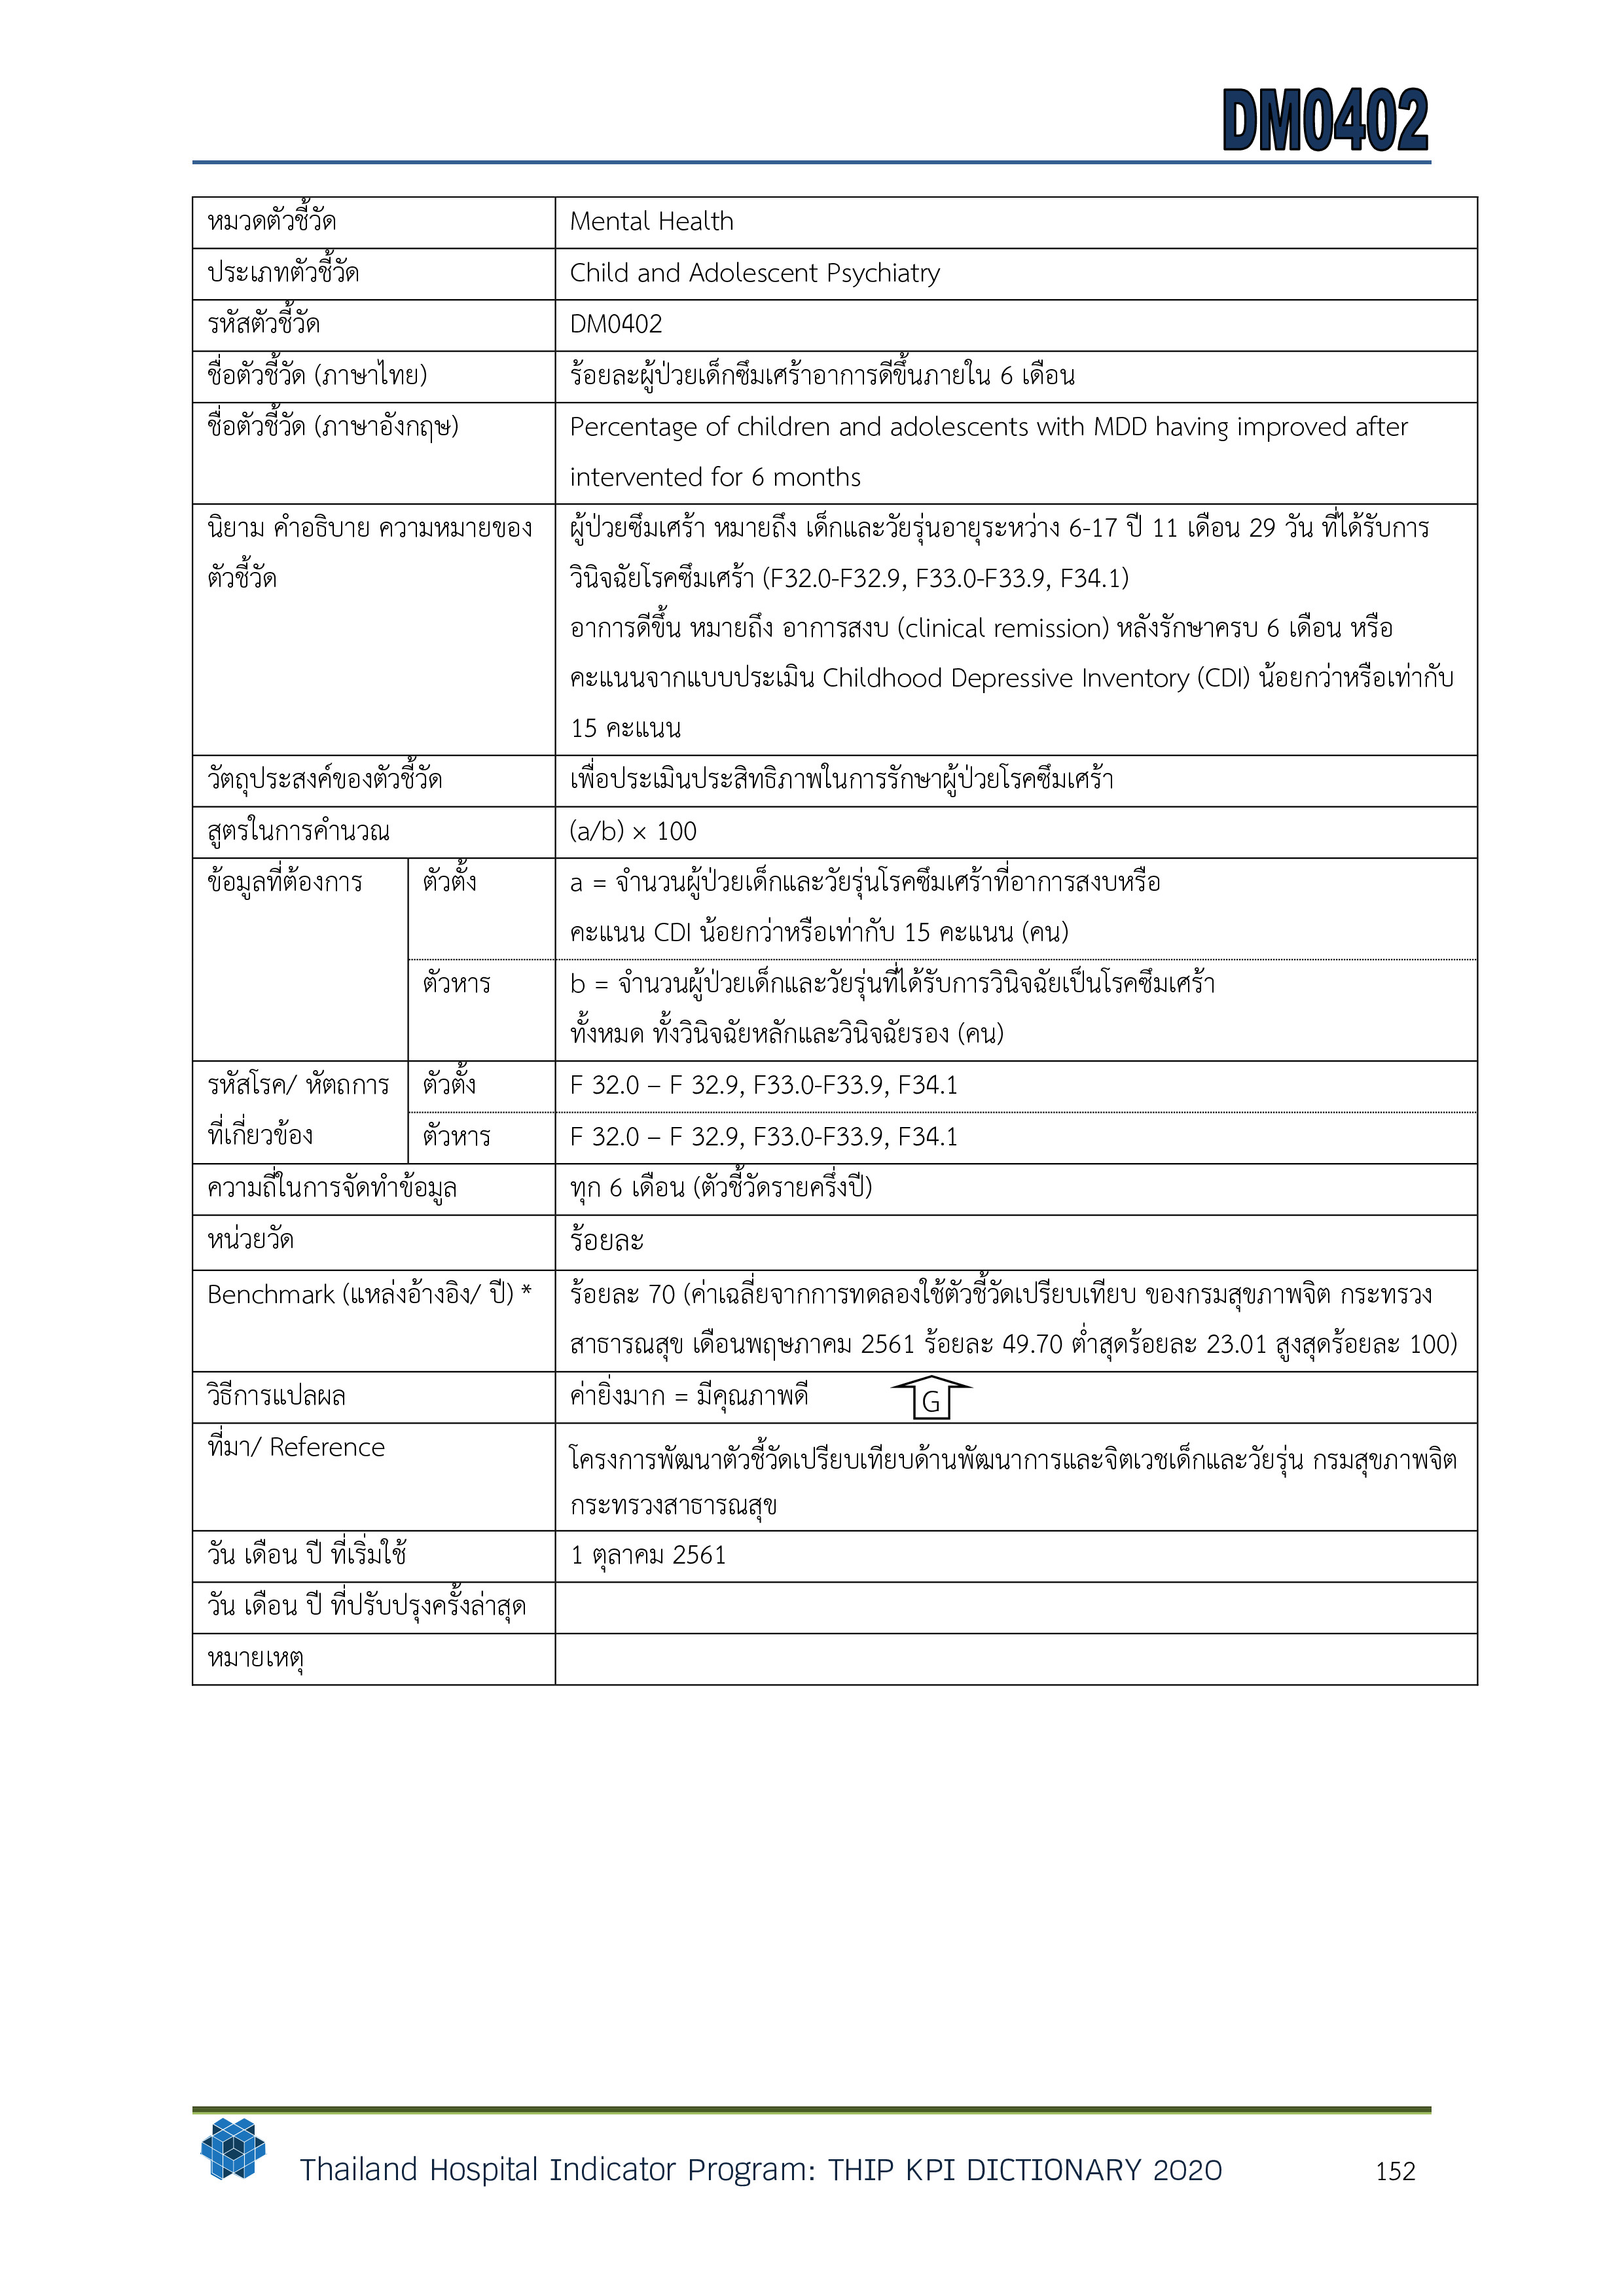 DM0402
หมวดตัวชี้วัด Mental Health
ประเภทตัวชี้วัด Child and Adolescent Psychiatry
รหัสตัวชี้วัด DM0402
ชื่อตัวชี้วัด (ภาษาไทย) ร้อยละผู้ป่วยเด็กซึมเศร้าอาการดีขึ้นภายใน 6 เดือน
ชื่อตัวชี้วัด (ภาษาอังกฤษ) Percentage of children and adolescents with MDD having improved after
intervented for 6 months
นิยาม คำอธิบาย ความหมายของ ผู้ป่วยซึมเศร้า หมายถึง เด็กและวัยรุ่นอายุระหว่าง 6-17 ปี 11 เดือน 29 วัน ที่ได้รับการ
ตัวชี้วัด วินิจฉัยโรคซึมเศร้า (F32.0-F32.9, F33.0-F33.9, F34.1)
อาการดีขึ้น หมายถึง อาการสงบ (clinical remission) หลังรักษาครบ 6 เดือน หรือ
คะแนนจากแบบประเมิน Childhood Depressive Inventory (CDI) น้อยกว่าหรือเท่ากับ
15 คะแนน
วัตถุประสงค์ของตัวชี้วัด เพื่อประเมินประสิทธิภาพในการรักษาผู้ป่วยโรคซึมเศร้า
สูตรในการคำนวณ (a/b) × 100
ข้อมูลที่ต้องการ ตัวตั้ง a = จำนวนผู้ป่วยเด็กและวัยรุ่นโรคซึมเศร้าที่อาการสงบหรือ
คะแนน CDI น้อยกว่าหรือเท่ากับ 15 คะแนน (คน)
ตัวหาร b = จำนวนผู้ป่วยเด็กและวัยรุ่นที่ได้รับการวินิจฉัยเป็นโรคซึมเศร้า
ทั้งหมด ทั้งวินิจฉัยหลักและวินิจฉัยรอง (คน)
รหัสโรค/ หัตถการ ตัวตั้ง F 32.0 – F 32.9, F33.0-F33.9, F34.1
ที่เกี่ยวข้อง ตัวหาร F 32.0 – F 32.9, F33.0-F33.9, F34.1
ความถี่ในการจัดทำข้อมูล ทุก 6 เดือน (ตัวชี้วัดรายครึ่งปี)
หน่วยวัด ร้อยละ
Benchmark (แหล่งอ้างอิง/ ปี) * ร้อยละ 70 (ค่าเฉลี่ยจากการทดลองใช้ตัวชี้วัดเปรียบเทียบ ของกรมสุขภาพจิต กระทรวง
สาธารณสุข เดือนพฤษภาคม 2561 ร้อยละ 49.70 ต่ำสุดร้อยละ 23.01 สูงสุดร้อยละ 100)
วิธีการแปลผล ค่ายิ่งมาก = มีคุณภาพดี G
ที่มา/ Reference โครงการพัฒนาตัวชี้วัดเปรียบเทียบด้านพัฒนาการและจิตเวชเด็กและวัยรุ่น กรมสุขภาพจิต
กระทรวงสาธารณสุข
วัน เดือน ปี ที่เริ่มใช้ 1 ตุลาคม 2561
วัน เดือน ปี ที่ปรับปรุงครั้งล่าสุด
หมายเหตุ
Thailand Hospital Indicator Program: THIP KPI DICTIONARY 2020 152